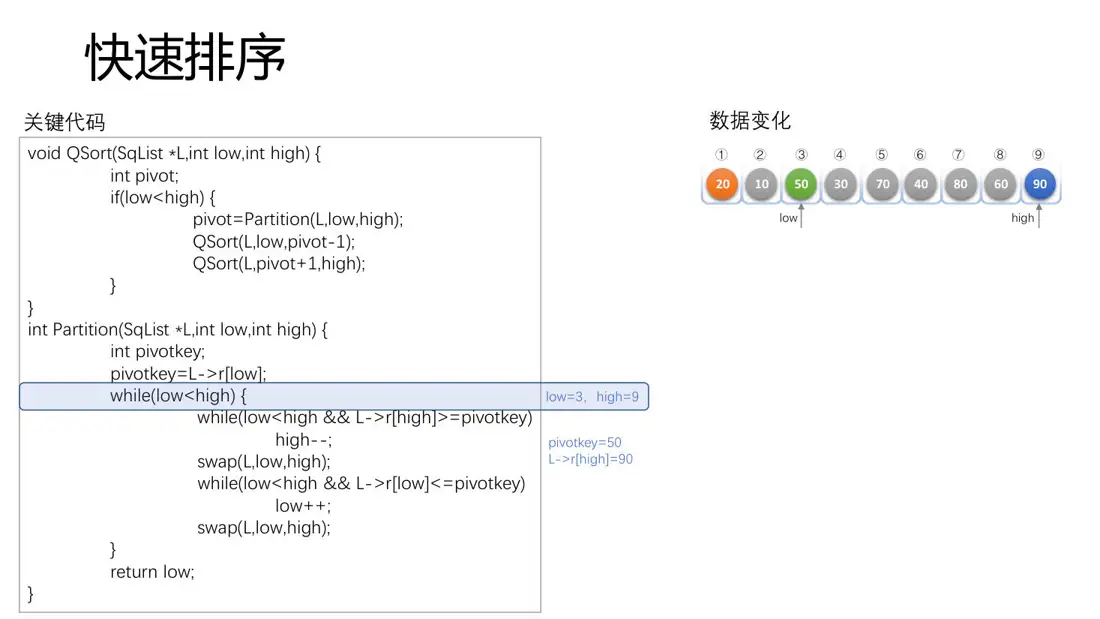 快速排序
关键代码
void QSort(SqList *L,int low,int high) {
int pivot;
if(low<high) {
pivot=Partition(L,low,high);
QSort(L,low,pivot-1);
QSort(L,pivot+1,high);
}
}
int Partition(SqList *L,int low,int high) {
int pivotkey;
pivotkey=L->r[low];
while(low<high) {
low=3, high=9
while(low<high && L->r[high]>=pivotkey)
high--;
pivotkey=50
L->r[high]=90
swap(L,low,high);
while(low<high && L->r[low]<=pivotkey)
low++;
swap(L,low,high);
}
return low;
}
数据变化
① ② ③ ④ ⑤ ⑥ ⑦ ⑧ ⑨
20 10 50 30 70 40 80 60 90
low high